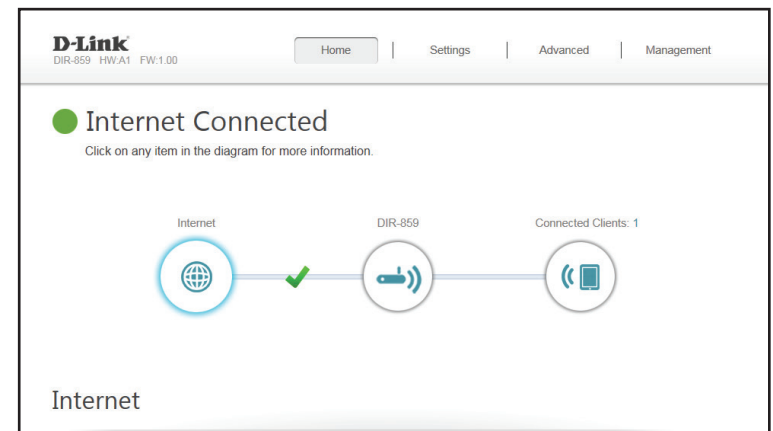 D-Link
DIR-859 HW:A1 FW:1.00
Home | Settings | Advanced | Management
Internet Connected
Click on any item in the diagram for more information.
Internet DIR-859 Connected Clients: 1
Internet